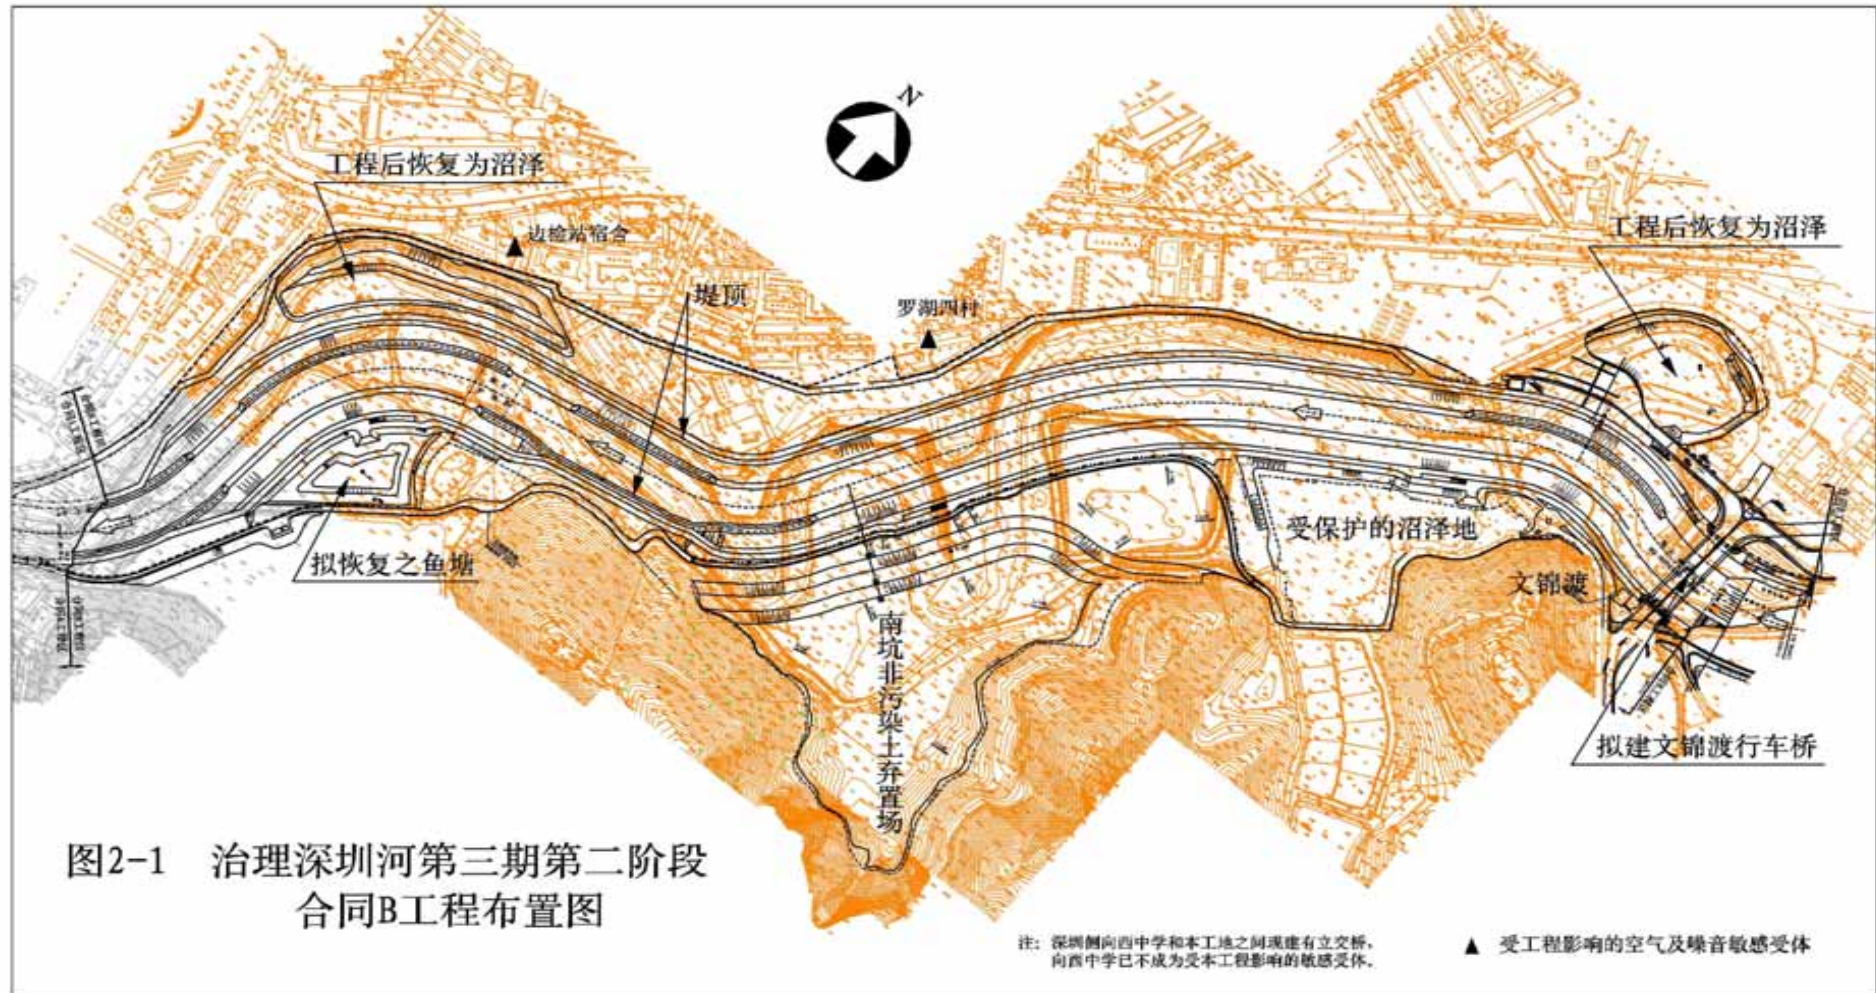 N
工程后恢复为沼泽
边检站宿舍
工程后恢复为沼泽
堤顶
罗湖四村
受保护的沼泽地
拟恢复之鱼塘
文锦渡
南坑非污染土弃置场
拟建文锦渡行车桥
图2-1 治理深圳河第三期第二阶段
合同B工程布置图
注: 深圳侧向西中学和本工地之间现建有立交桥,
向西中学已不成为受本工程影响的敏感受体.
▲ 受工程影响的空气及噪音敏感受体